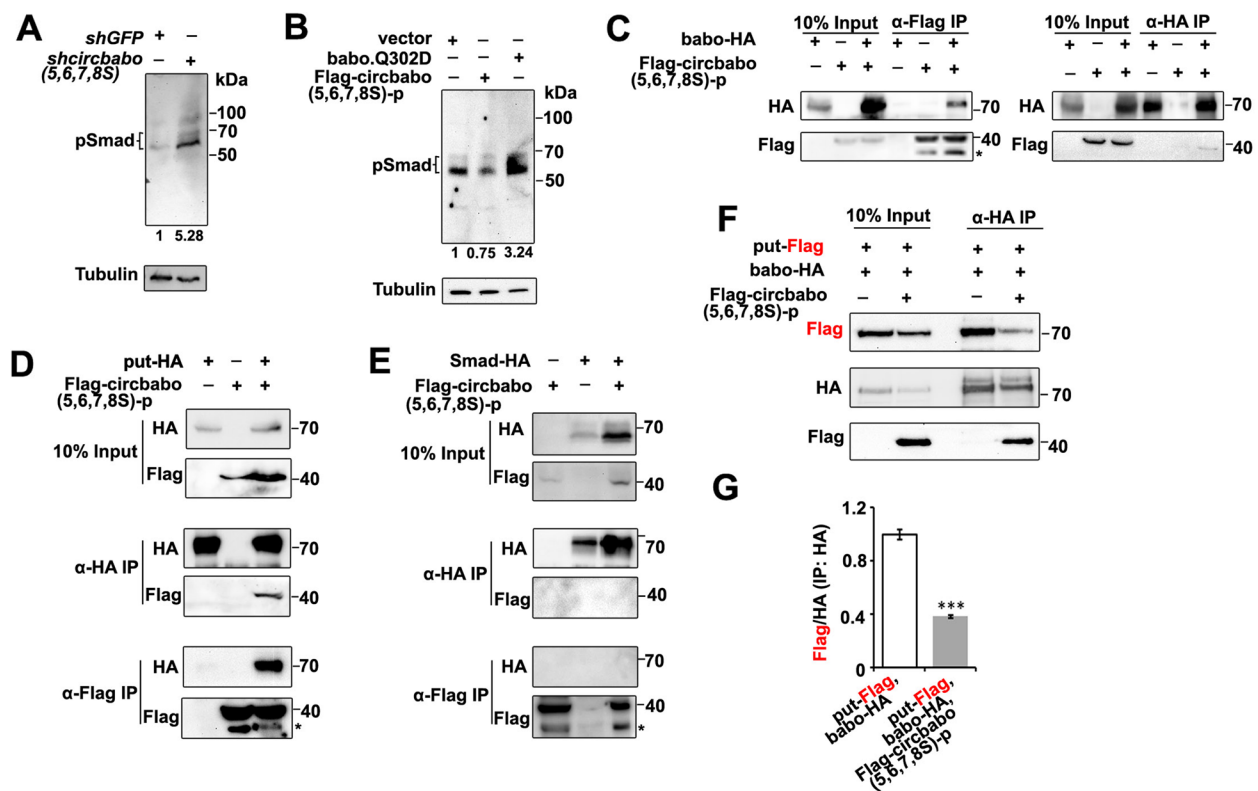 A
shGFP + −
shcircbabo − +
(5,6,7,8S)
kDa
100
70
pSmad
50
1 5.28
Tubulin
B
vector + − −
babo.Q302D − − +
Flag-circbabo − + −
(5,6,7,8S)-p
kDa
100
70
pSmad
50
1 0.75 3.24
Tubulin
C
10% Input α-Flag IP 10% Input α-HA IP
babo-HA + − + + − + + − + + − +
Flag-circbabo − + + − + + − + + − + +
(5,6,7,8S)-p
HA 70 HA 70
Flag 40 Flag 40
*
D
put-HA + − +
Flag-circbabo − + +
(5,6,7,8S)-p
HA 70
10% Input
Flag 40
HA 70
α-HA IP
Flag 40
HA 70
α-Flag IP
Flag 40
*
E
Smad-HA − + +
Flag-circbabo + − +
(5,6,7,8S)-p
HA 70
10% Input
Flag 40
HA 70
α-HA IP
Flag 40
HA 70
α-Flag IP
Flag 40
*
F
10% Input α-HA IP
put-Flag + + + +
babo-HA + + + +
Flag-circbabo − + − +
(5,6,7,8S)-p
Flag 70
HA 70
Flag 40
G
Flag/HA (IP: HA)
1.2
0.8
0.4
0
***
put-Flag,
babo-HA
put-Flag,
babo-HA,
Flag-circbabo
(5,6,7,8S)-p